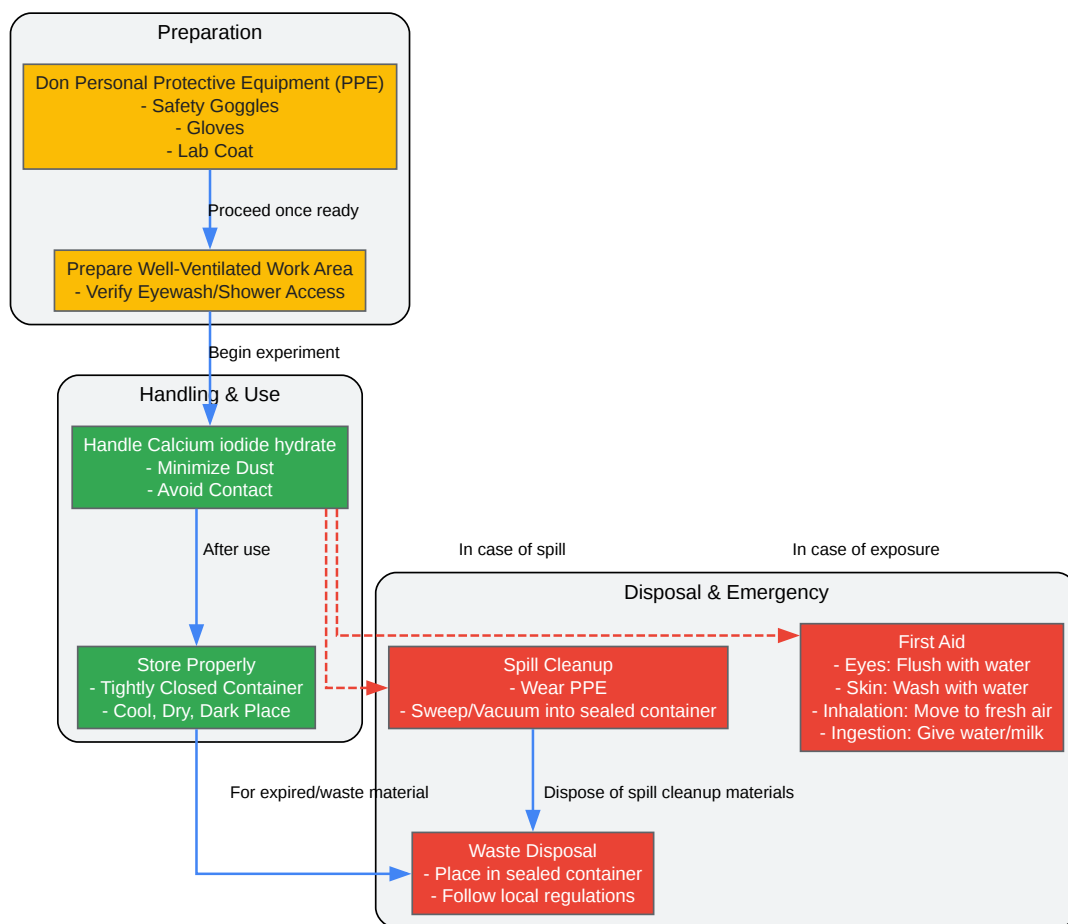 Preparation
Don Personal Protective Equipment (PPE)
- Safety Goggles
- Gloves
- Lab Coat
Proceed once ready
Prepare Well-Ventilated Work Area
- Verify Eyewash/Shower Access
Begin experiment
Handling & Use
Handle Calcium iodide hydrate
- Minimize Dust
- Avoid Contact
After use
In case of spill
In case of exposure
Store Properly
- Tightly Closed Container
- Cool, Dry, Dark Place
Disposal & Emergency
Spill Cleanup
- Wear PPE
- Sweep/Vacuum into sealed container
First Aid
- Eyes: Flush with water
- Skin: Wash with water
- Inhalation: Move to fresh air
- Ingestion: Give water/milk
For expired/waste material
Dispose of spill cleanup materials
Waste Disposal
- Place in sealed container
- Follow local regulations